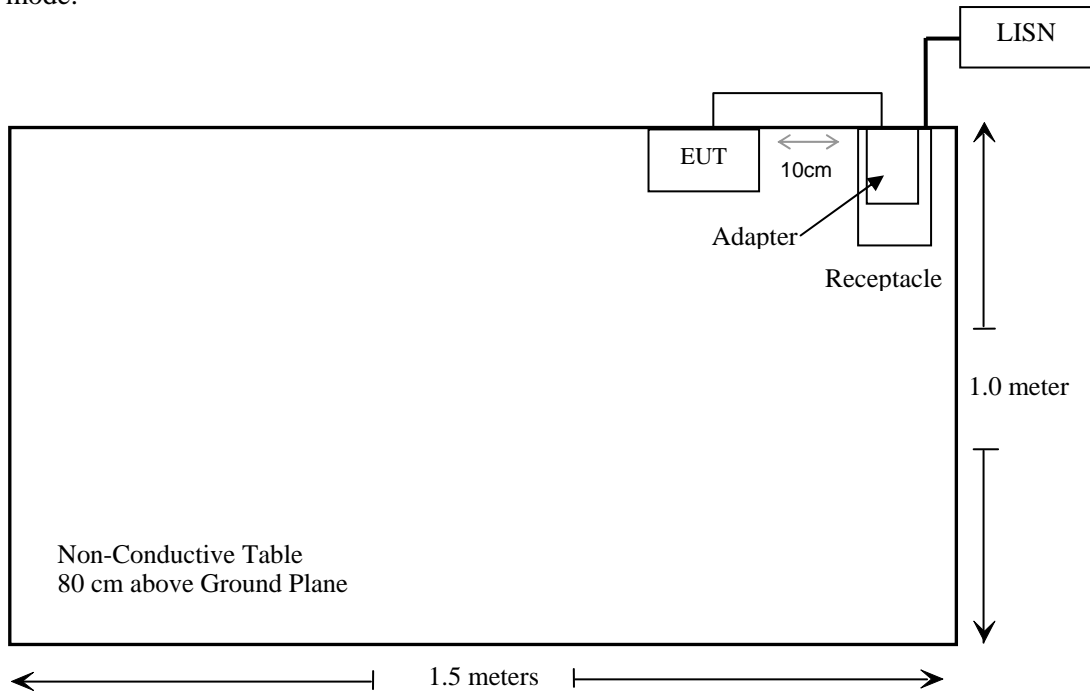 mode.
LISN
EUT
10cm
Adapter
Receptacle
1.0 meter
Non-Conductive Table
80 cm above Ground Plane
1.5 meters